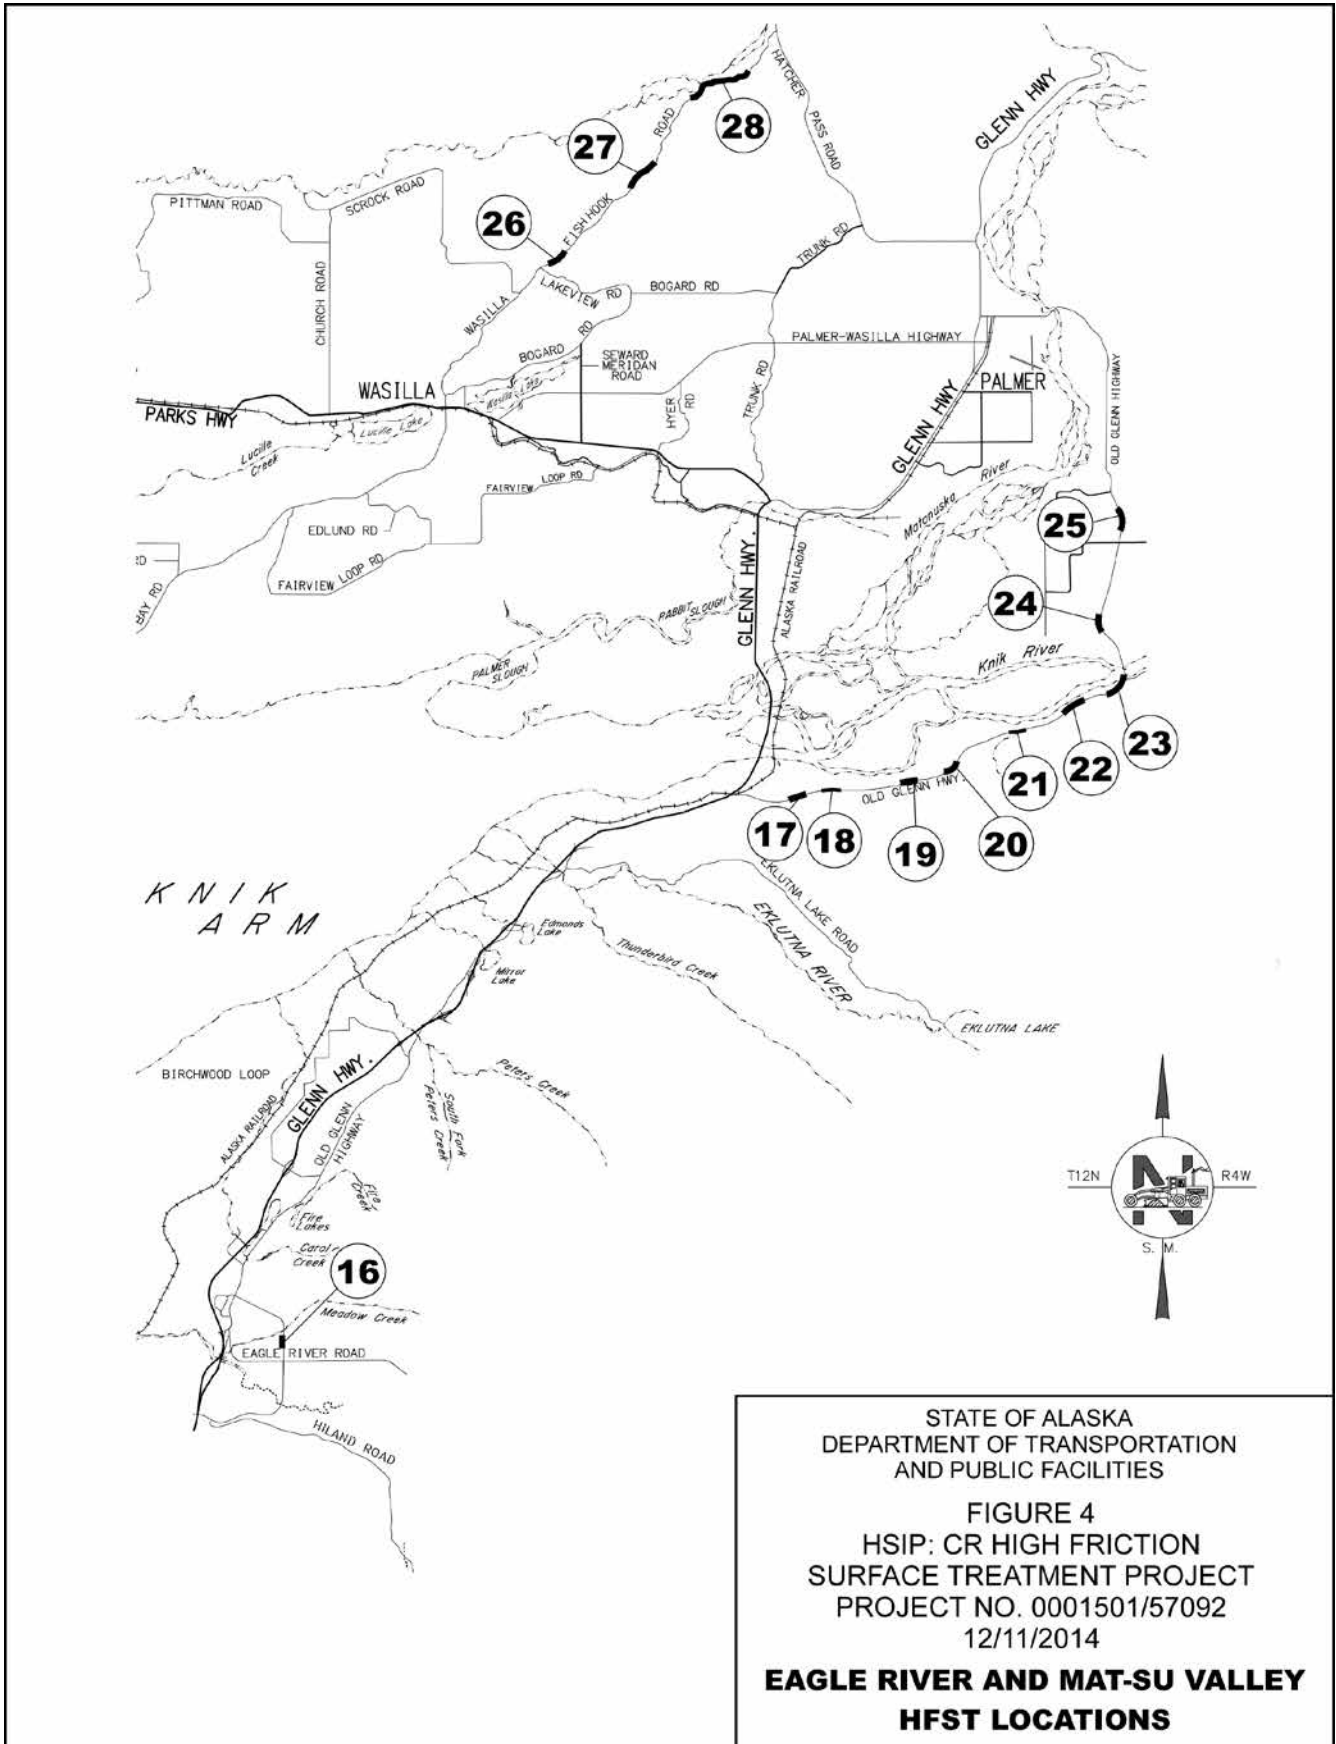 HATCHER
PASS ROAD
GLENN HWY
28
ROAD
27
FISHHOOK
26
PITTMAN ROAD
SCROCK ROAD
CHURCH ROAD
TRUNK RD
LAKEVIEW RD
BOGARD RD
WASILLA
BOGARD
RD
PALMER-WASILLA HIGHWAY
SEWARD
MERIDAN
ROAD
Wasilla Lake
WASILLA
PARKS HWY
Lucille Lake
HYER
RD
TRUNK RD
GLENN HWY
PALMER
OLD GLENN HIGHWAY
Lucille
Creek
FAIRVIEW LOOP RD
Matanuska River
25
EDLUND RD
RD
FAIRVIEW LOOP RD
BAY RD
GLENN HWY.
ALASKA RAILROAD
24
RABBIT SLOUGH
PALMER
SLOUGH
Knik River
23
22
21
OLD GLENN HWY.
17
18
19
20
KNIK
ARM
EKLUTNA LAKE ROAD
EKLUTNA RIVER
Edmonds
Lake
Thunderbird Creek
Mirror
Lake
EKLUTNA LAKE
BIRCHWOOD LOOP
GLENN HWY.
Peters Creek
South Fork
Peters Creek
ALASKA RAILROAD
OLD GLENN
HIGHWAY
Fire
Creek
Fire
Lakes
Carol
Creek
16
Meadow Creek
EAGLE RIVER ROAD
HILAND ROAD
T12N
N
R4W
S. M.
STATE OF ALASKA
DEPARTMENT OF TRANSPORTATION
AND PUBLIC FACILITIES
FIGURE 4
HSIP: CR HIGH FRICTION
SURFACE TREATMENT PROJECT
PROJECT NO. 0001501/57092
12/11/2014
EAGLE RIVER AND MAT-SU VALLEY
HFST LOCATIONS